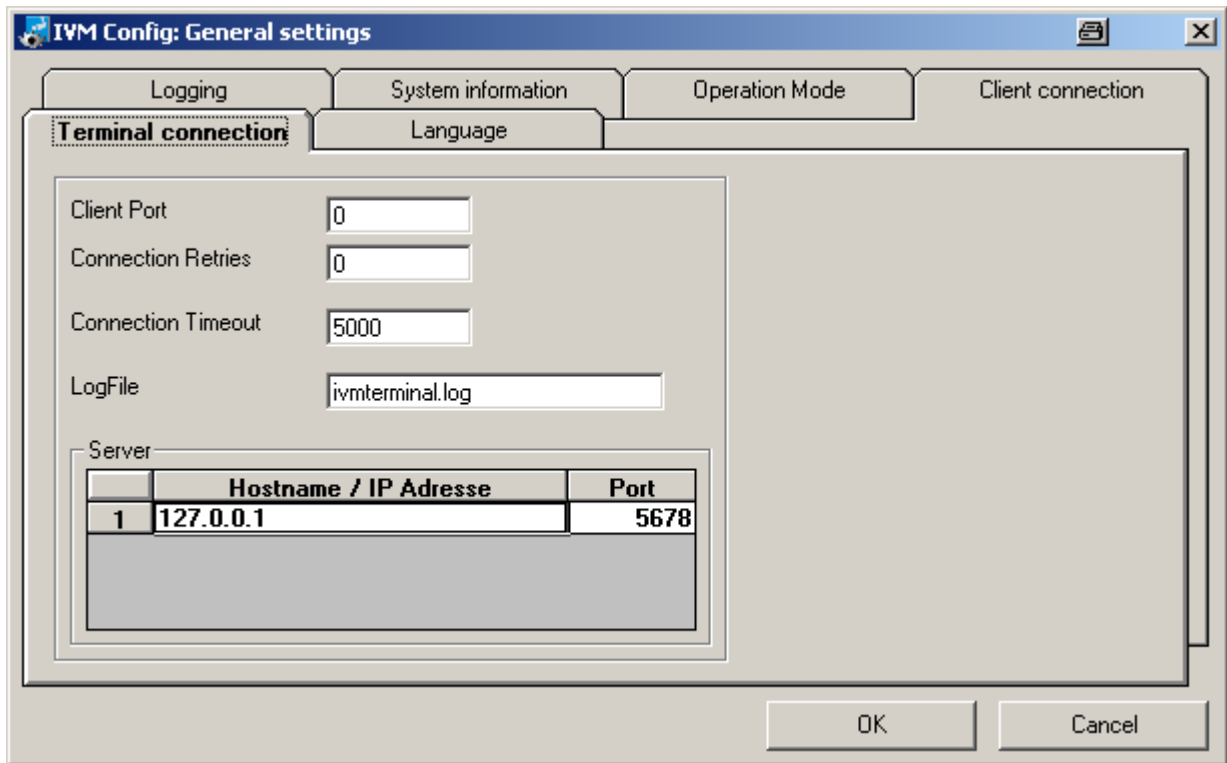 IVM Config: General settings
Logging System information Operation Mode Client connection
Terminal connection Language
Client Port 0
Connection Retries 0
Connection Timeout 5000
LogFile ivmterminal.log
Server
Hostname / IP Adresse Port
1 127.0.0.1 5678
OK Cancel